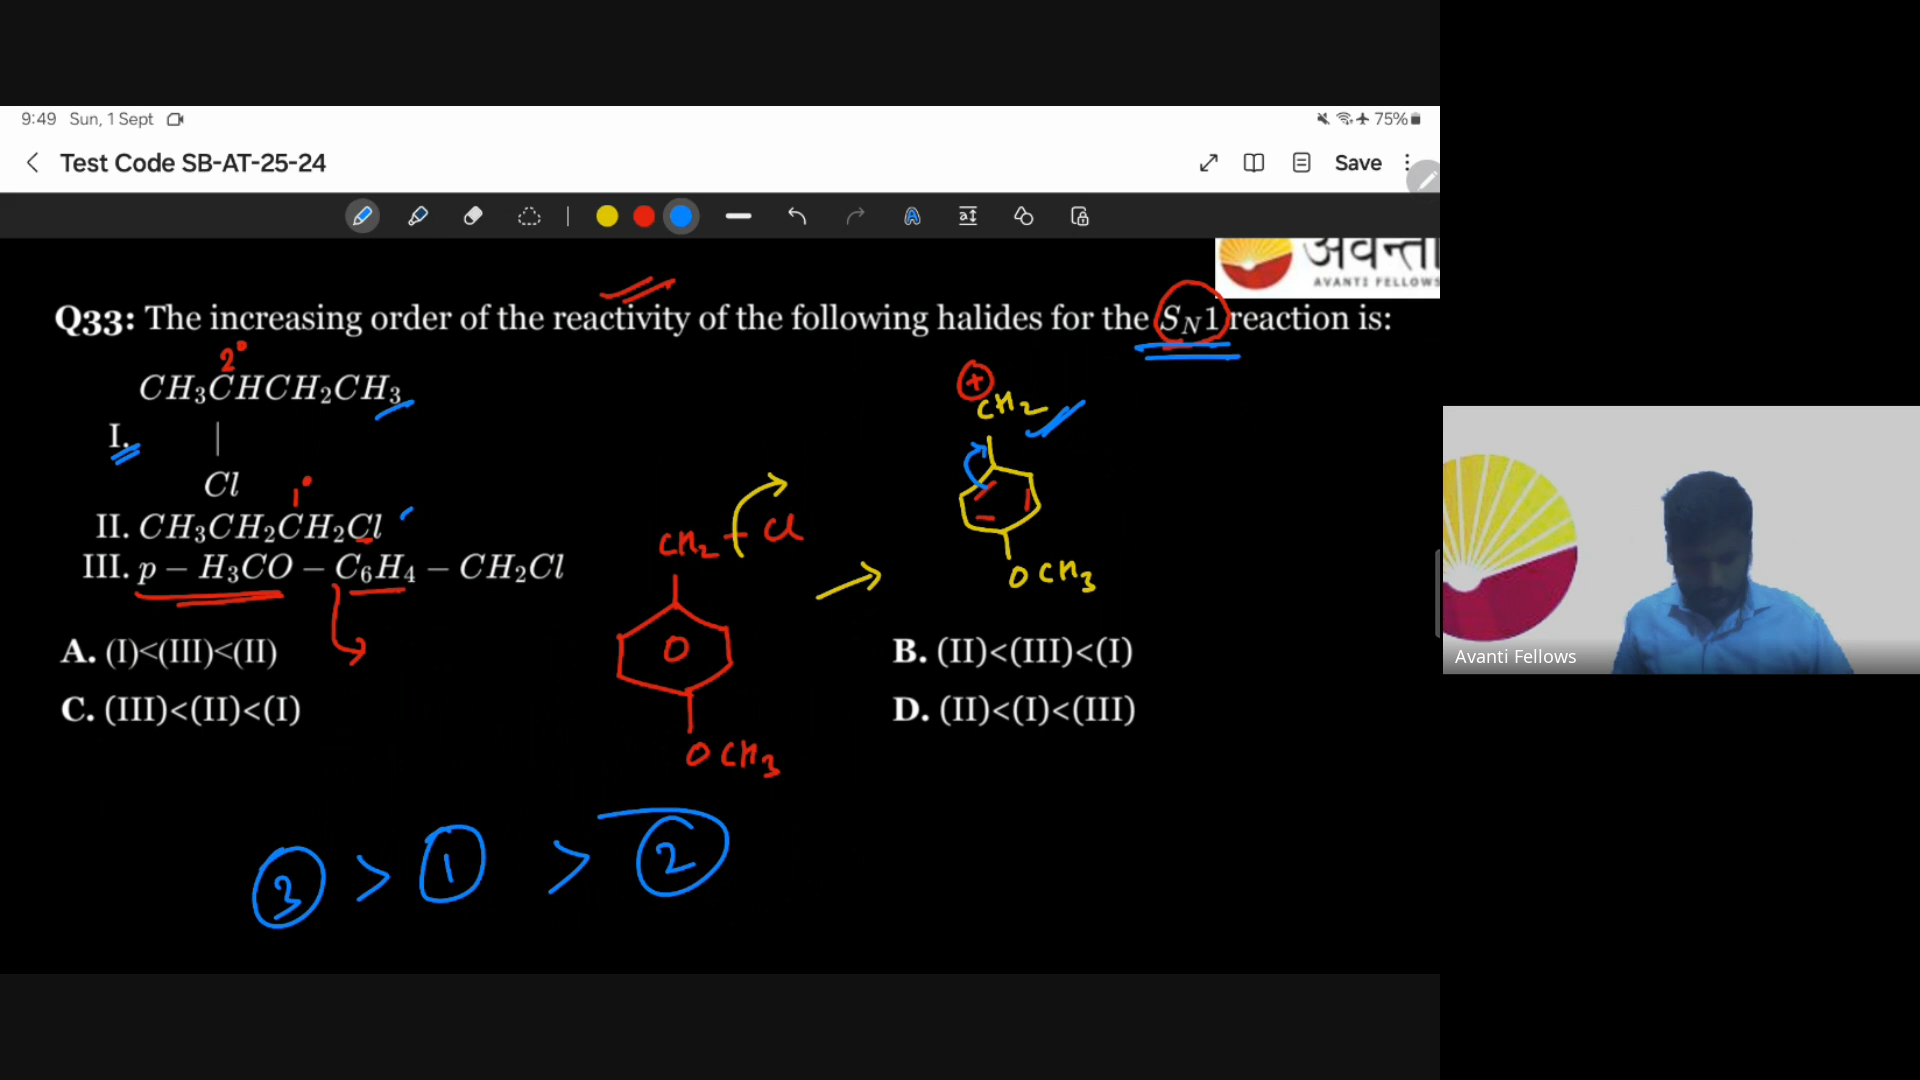 9:49 Sun, 1 Sept 75%
Test Code SB-AT-25-24 Save
अवन्ती
AVANTI FELLOWS
Q33: The increasing order of the reactivity of the following halides for the S_N1 reaction is:
2°
CH₃CHCH₂CH₃
I. |
Cl
1°
II. CH₃CH₂CH₂Cl
III. p − H₃CO − C₆H₄ − CH₂Cl
CH₂ - Cl
OCH₃
+
CH₂
OCH₃
A. (I)<(III)<(II)
B. (II)<(III)<(I)
C. (III)<(II)<(I)
D. (II)<(I)<(III)
3 > 1 > 2
Avanti Fellows